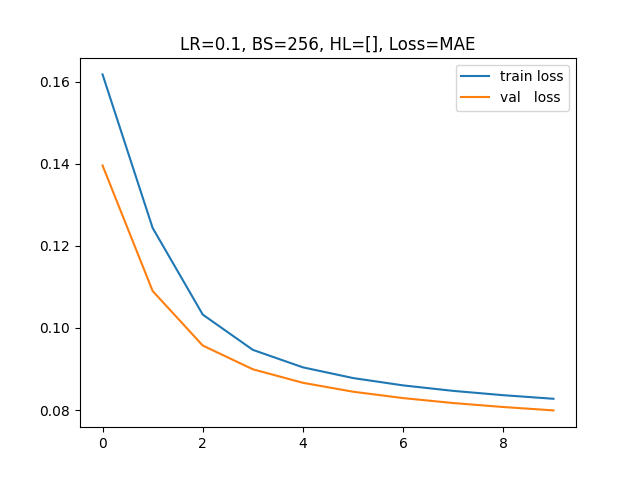 LR=0.1, BS=256, HL=[], Loss=MAE
train loss
val loss
0.16
0.14
0.12
0.10
0.08
0 2 4 6 8